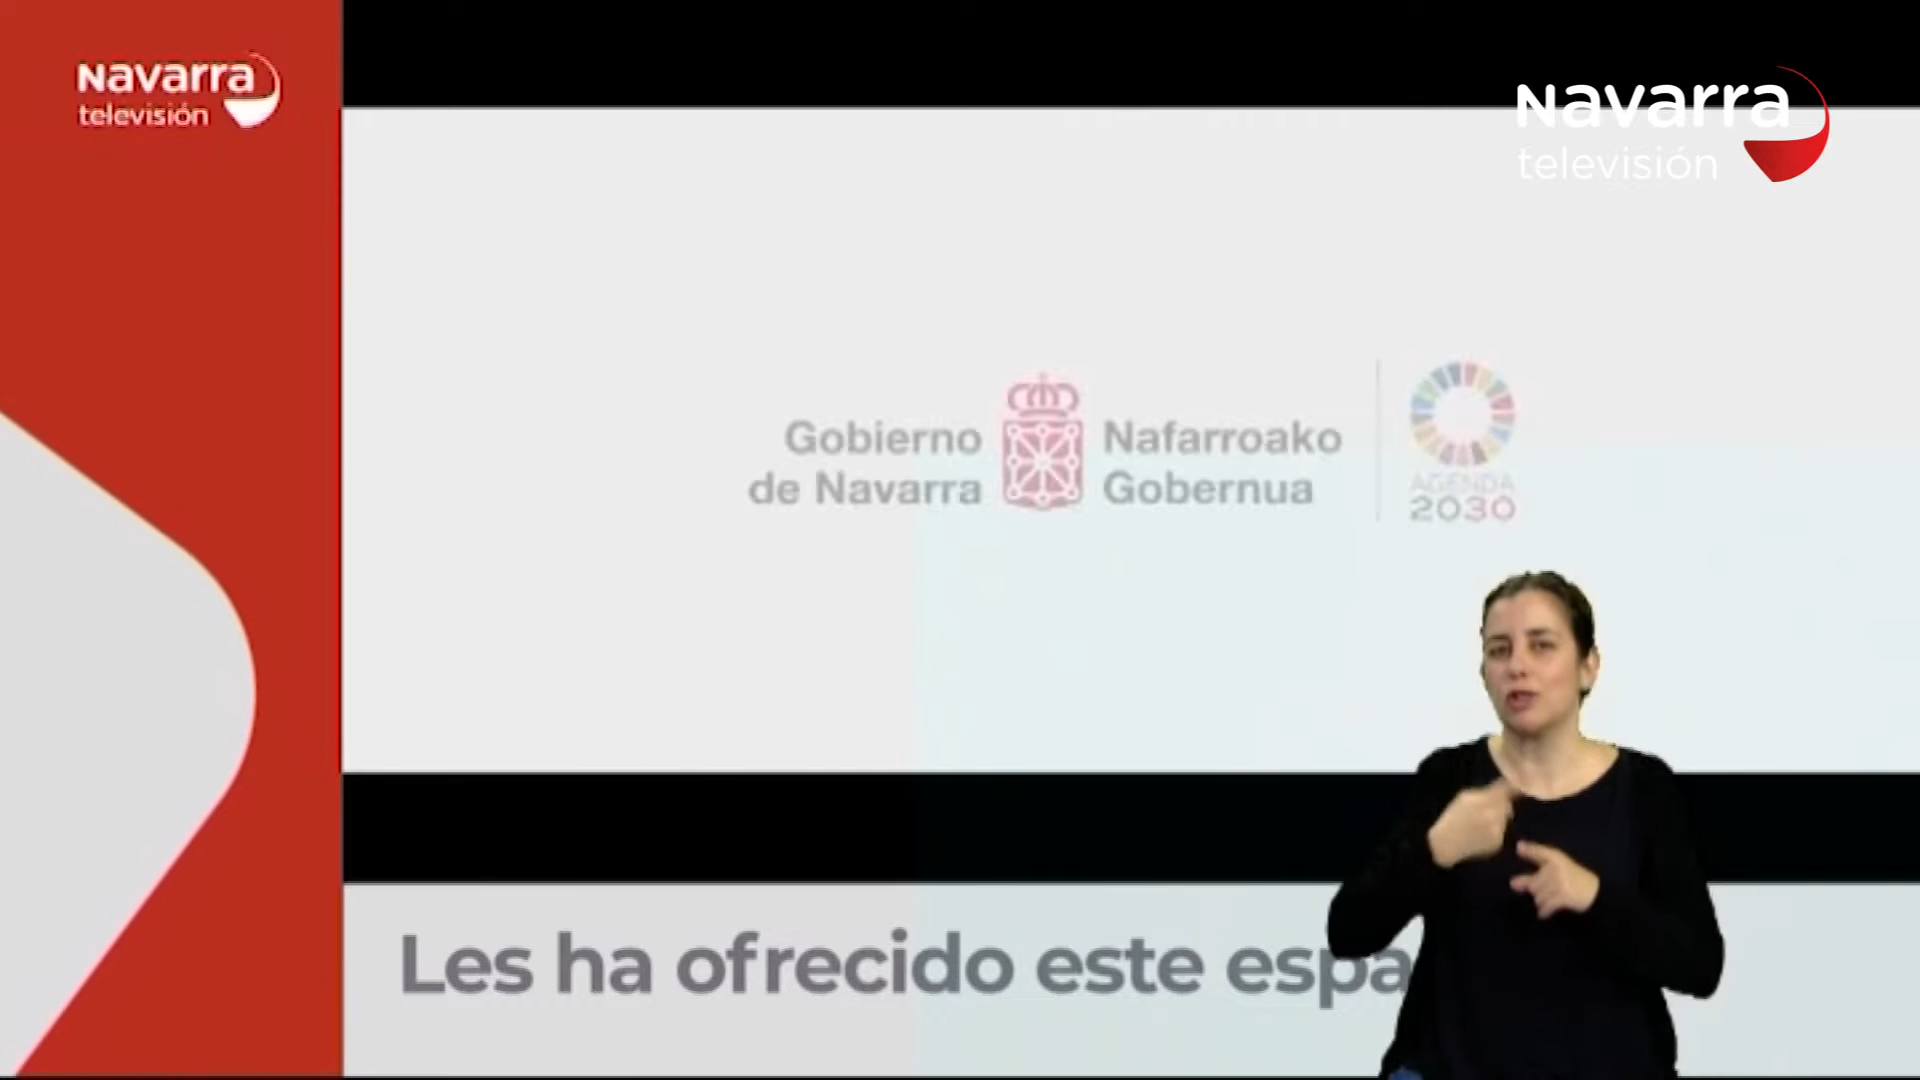 Navarra
televisión
Navarra
televisión
Gobierno
de Navarra
Nafarroako
Gobernua
AGENDA
2030
Les ha ofrecido este espa